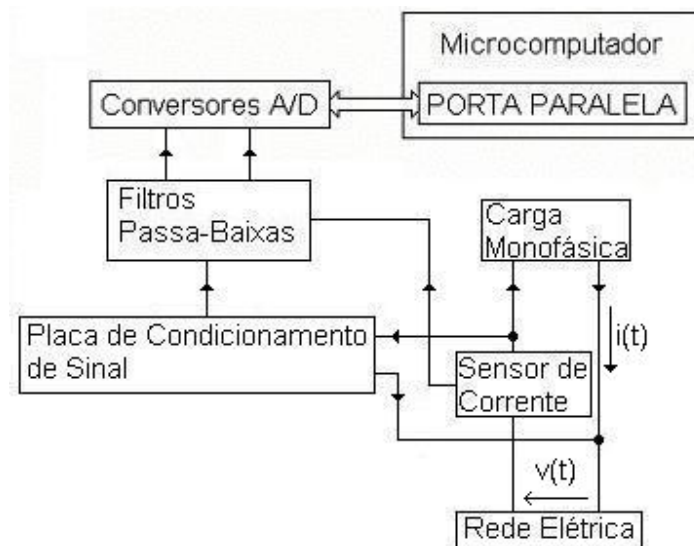 Microcomputador
Conversores A/D
PORTA PARALELA
Filtros
Passa-Baixas
Carga
Monofásica
Placa de Condicionamento
de Sinal
i(t)
Sensor de
Corrente
v(t)
Rede Elétrica